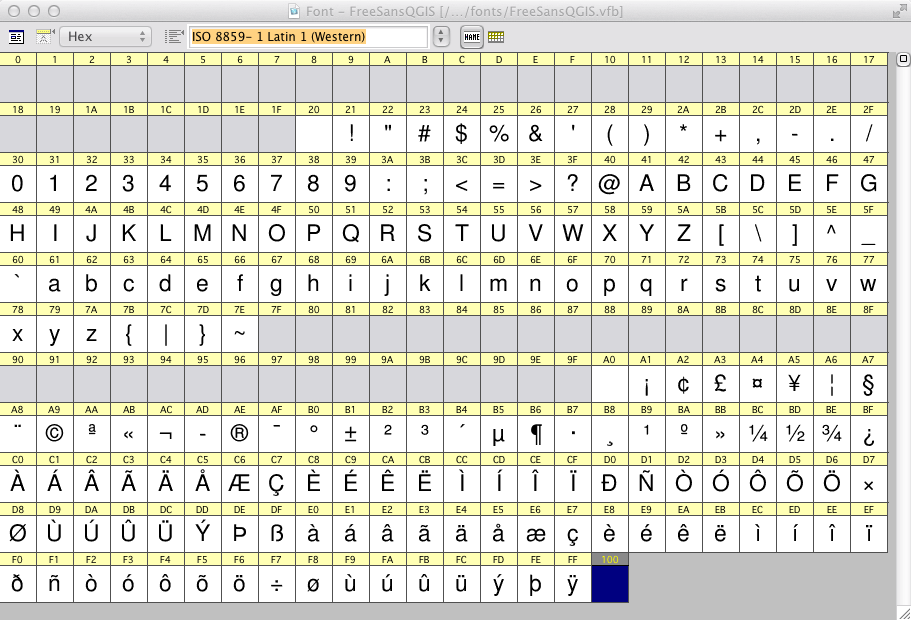 Font – FreeSansQGIS [/.../fonts/FreeSansQGIS.vfb]
Hex ISO 8859- 1 Latin 1 (Western) NAME
0 1 2 3 4 5 6 7 8 9 A B C D E F 10 11 12 13 14 15 16 17
18 19 1A 1B 1C 1D 1E 1F 20 21 22 23 24 25 26 27 28 29 2A 2B 2C 2D 2E 2F
! " # $ % & ' ( ) * + , - . /
30 31 32 33 34 35 36 37 38 39 3A 3B 3C 3D 3E 3F 40 41 42 43 44 45 46 47
0 1 2 3 4 5 6 7 8 9 : ; < = > ? @ A B C D E F G
48 49 4A 4B 4C 4D 4E 4F 50 51 52 53 54 55 56 57 58 59 5A 5B 5C 5D 5E 5F
H I J K L M N O P Q R S T U V W X Y Z [ \ ] ^ _
60 61 62 63 64 65 66 67 68 69 6A 6B 6C 6D 6E 6F 70 71 72 73 74 75 76 77
` a b c d e f g h i j k l m n o p q r s t u v w
78 79 7A 7B 7C 7D 7E 7F 80 81 82 83 84 85 86 87 88 89 8A 8B 8C 8D 8E 8F
x y z { | } ~
90 91 92 93 94 95 96 97 98 99 9A 9B 9C 9D 9E 9F A0 A1 A2 A3 A4 A5 A6 A7
¡ ¢ £ ¤ ¥ ¦ §
A8 A9 AA AB AC AD AE AF B0 B1 B2 B3 B4 B5 B6 B7 B8 B9 BA BB BC BD BE BF
¨ © ª « ¬ - ® ¯ ° ± ² ³ ´ µ ¶ · ¸ ¹ º » ¼ ½ ¾ ¿
C0 C1 C2 C3 C4 C5 C6 C7 C8 C9 CA CB CC CD CE CF D0 D1 D2 D3 D4 D5 D6 D7
À Á Â Ã Ä Å Æ Ç È É Ê Ë Ì Í Î Ï Ð Ñ Ò Ó Ô Õ Ö ×
D8 D9 DA DB DC DD DE DF E0 E1 E2 E3 E4 E5 E6 E7 E8 E9 EA EB EC ED EE EF
Ø Ù Ú Û Ü Ý Þ ß à á â ã ä å æ ç è é ê ë ì í î ï
F0 F1 F2 F3 F4 F5 F6 F7 F8 F9 FA FB FC FD FE FF 100
ð ñ ò ó ô õ ö ÷ ø ù ú û ü ý þ ÿ